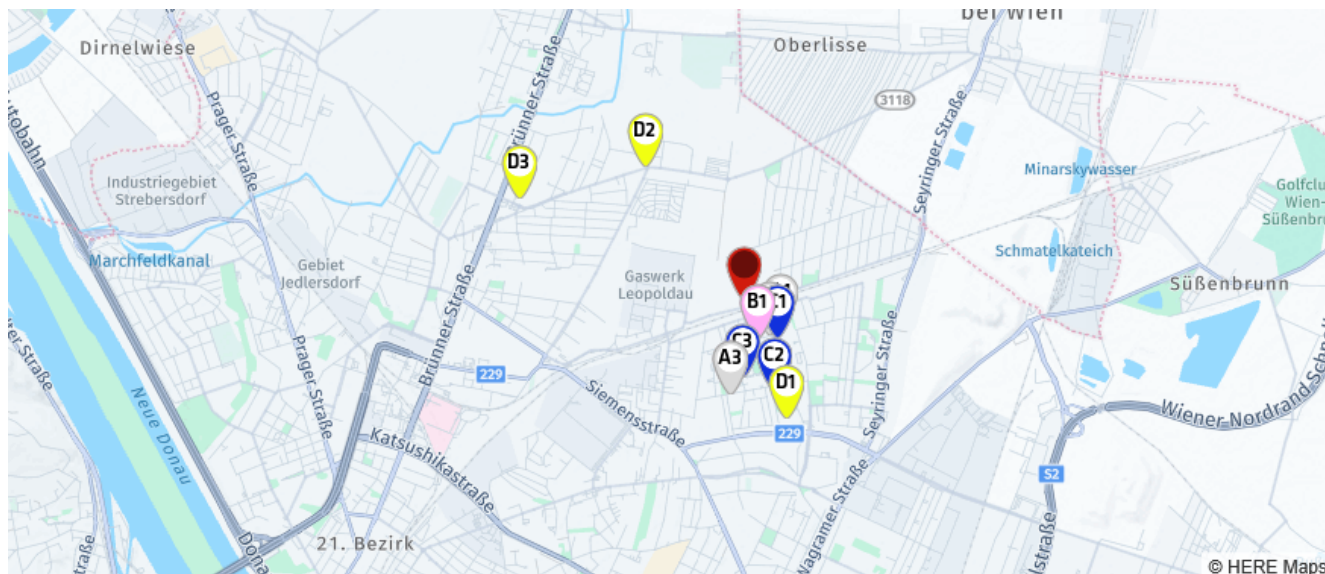 bei Wien
Dirnelwiese
Oberlisse
Prager Straße
Brünner Straße
3118
Seyringer Straße
D2
D3
Minarskywasser
Industriegebiet
Strebersdorf
Golfclu
Wien-
Süßenbru
Marchfeldkanal
Gebiet
Jedlersdorf
Gaswerk
Leopoldau
Schmatelkateich
Süßenbrunn
B1
C1
C3
A3
C2
D1
Brünner Straße
229
Seyringer Straße
Prager Straße
Neue Donau
Siemensstraße
229
Wiener Nordrand Schn
Katsushikastraße
S2
21. Bezirk
Wagramer Straße
© HERE Maps